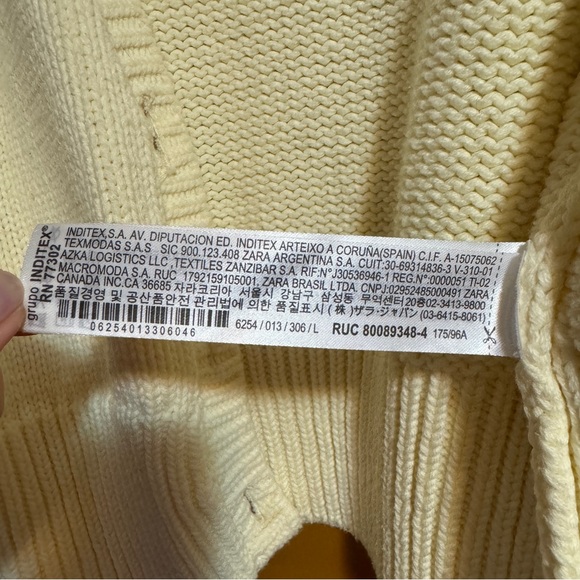 grupo INDITEX®
RN 77302
INDITEX,S.A. AV. DIPUTACION ED. INDITEX ARTEIXO A CORUÑA(SPAIN) C.I.F. A-15075062
TEXMODAS S.A.S SIC 900.123.408 ZARA ARGENTINA S.A. CUIT:30-69314836-3 V-310-01
AZKA LOGISTICS LLC ,TEXTILES ZANZIBAR S.A. RIF:N°J30536946-1 REG.N°:0000051 TI-02
MACROMODA S.A. RUC 1792159105001. ZARA BRASIL LTDA. CNPJ:02952485000491 ZARA
CANADA INC.CA 36685 자라코리아 서울시 강남구 삼성동 무역센터 20층 02-3413-9800
품질경영 및 공산품안전 관리법에 의한 품질표시 / (株) ザラ・ジャパン (03-6415-8061)
06254013306046
6254 / 013 / 306 / L
RUC 80089348-4
175/96A